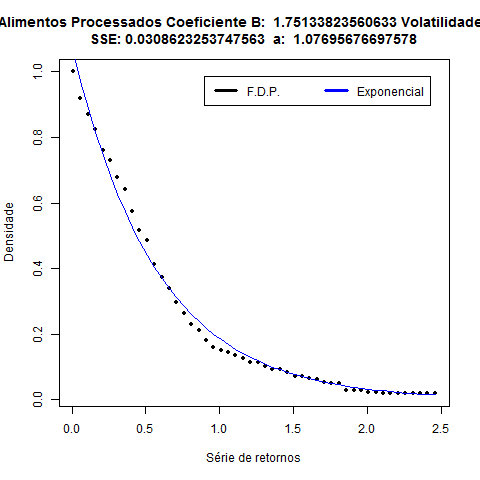 Alimentos Processados Coeficiente B:  1.75133823560633 Volatilidade
SSE: 0.0308623253747563  a:  1.07695676697578
F.D.P.
Exponencial
1.0
0.8
0.6
0.4
0.2
0.0
Densidade
0.0
0.5
1.0
1.5
2.0
2.5
Série de retornos